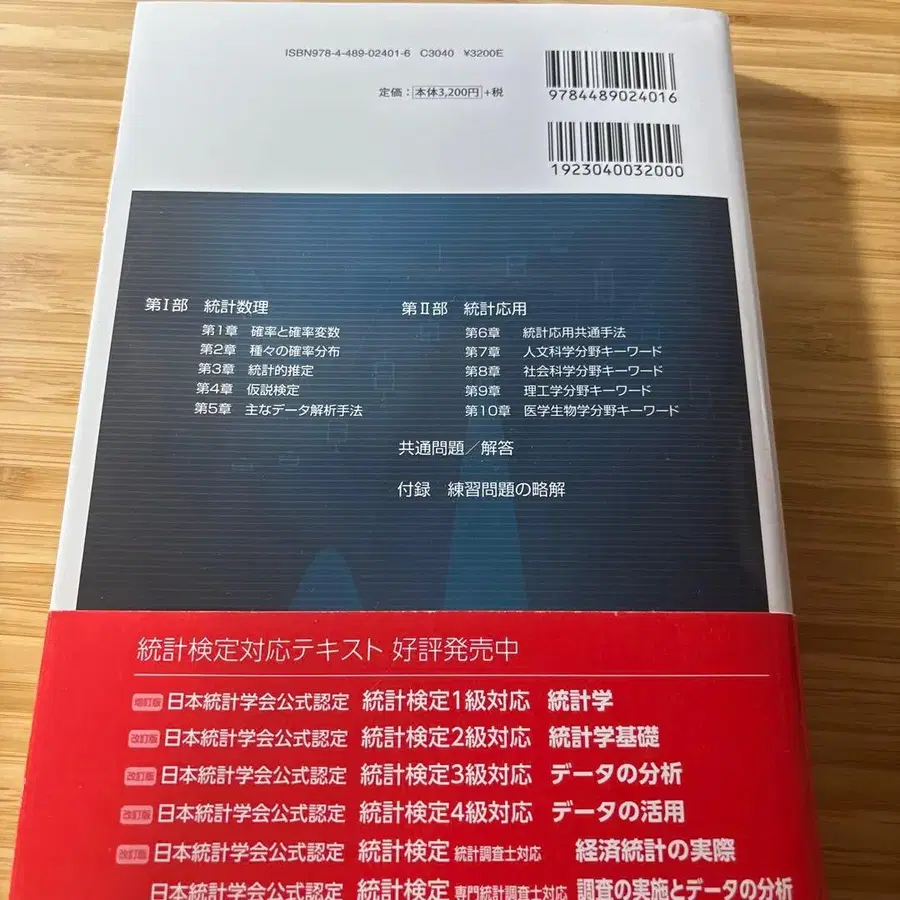 ISBN978-4-489-02401-6 C3040 ¥3200E
定価：本体3,200円+税
9784489024016
1923040032000
第Ⅰ部 統計数理
第1章 確率と確率変数
第2章 種々の確率分布
第3章 統計的推定
第4章 仮説検定
第5章 主なデータ解析手法
第Ⅱ部 統計応用
第6章 統計応用共通手法
第7章 人文科学分野キーワード
第8章 社会科学分野キーワード
第9章 理工学分野キーワード
第10章 医学生物学分野キーワード
共通問題／解答
付録 練習問題の略解
統計検定対応テキスト 好評発売中
増訂版 日本統計学会公式認定 統計検定1級対応 統計学
改訂版 日本統計学会公式認定 統計検定2級対応 統計学基礎
改訂版 日本統計学会公式認定 統計検定3級対応 データの分析
改訂版 日本統計学会公式認定 統計検定4級対応 データの活用
改訂版 日本統計学会公式認定 統計検定 統計調査士対応 経済統計の実際
日本統計学会公式認定 統計検定 専門統計調査士対応 調査の実施とデータの分析